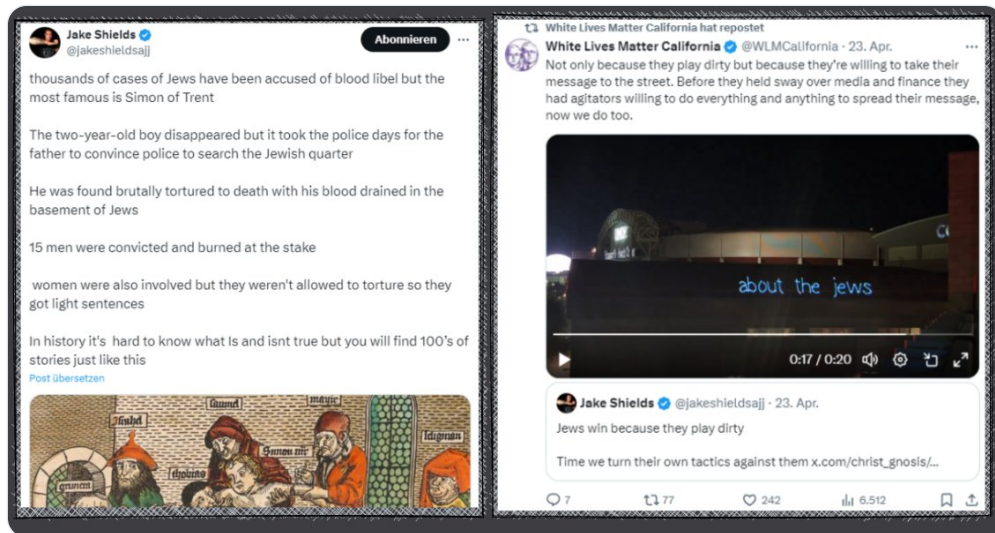 Jake Shields
@jakeshieldsajj
Abonnieren
thousands of cases of Jews have been accused of blood libel but the
most famous is Simon of Trent
The two-year-old boy disappeared but it took the police days for the
father to convince police to search the Jewish quarter
He was found brutally tortured to death with his blood drained in the
basement of Jews
15 men were convicted and burned at the stake
women were also involved but they weren't allowed to torture so they
got light sentences
In history it's hard to know what Is and isnt true but you will find 100's of
stories just like this
Post übersetzen
White Lives Matter California hat repostet
White Lives Matter California @WLMCalifornia · 23. Apr.
Not only because they play dirty but because they're willing to take their
message to the street. Before they held sway over media and finance they
had agitators willing to do everything and anything to spread their message,
now we do too.
about the jews
0:17 / 0:20
Jake Shields @jakeshieldsajj · 23. Apr.
Jews win because they play dirty
Time we turn their own tactics against them x.com/christ_gnosis/...
7
77
242
6.512